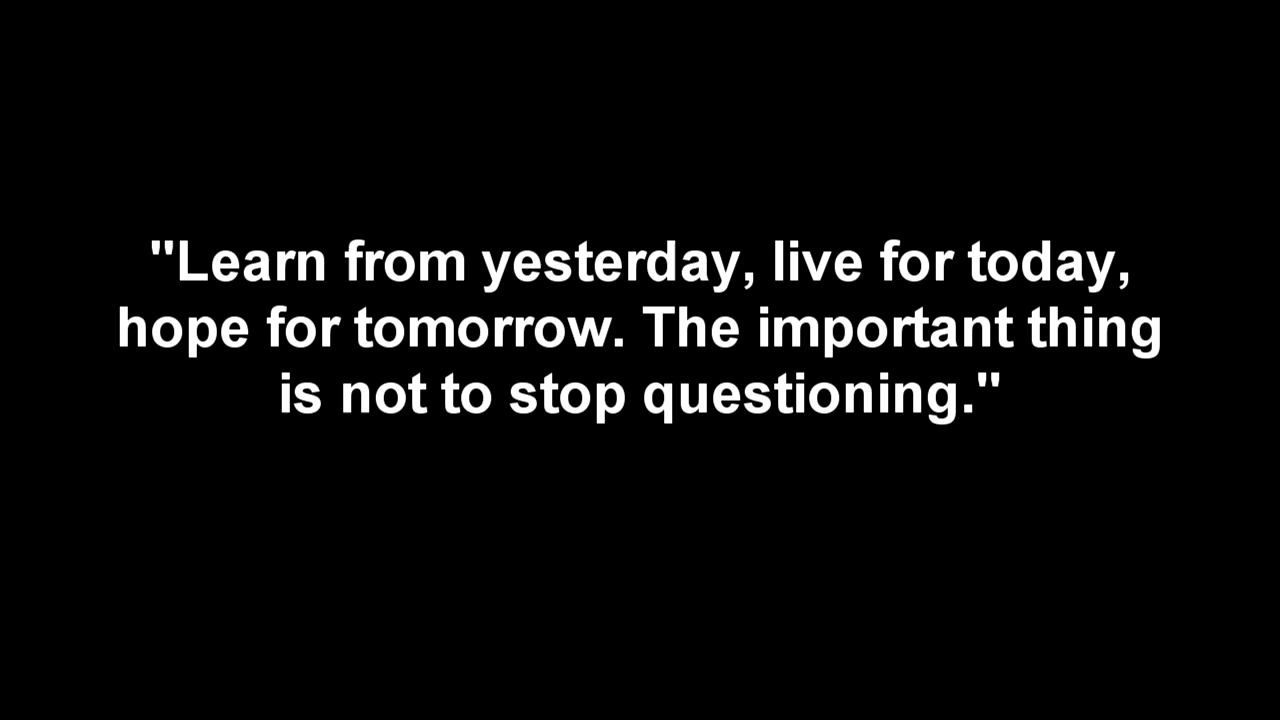 "Learn from yesterday, live for today,
hope for tomorrow. The important thing
is not to stop questioning."